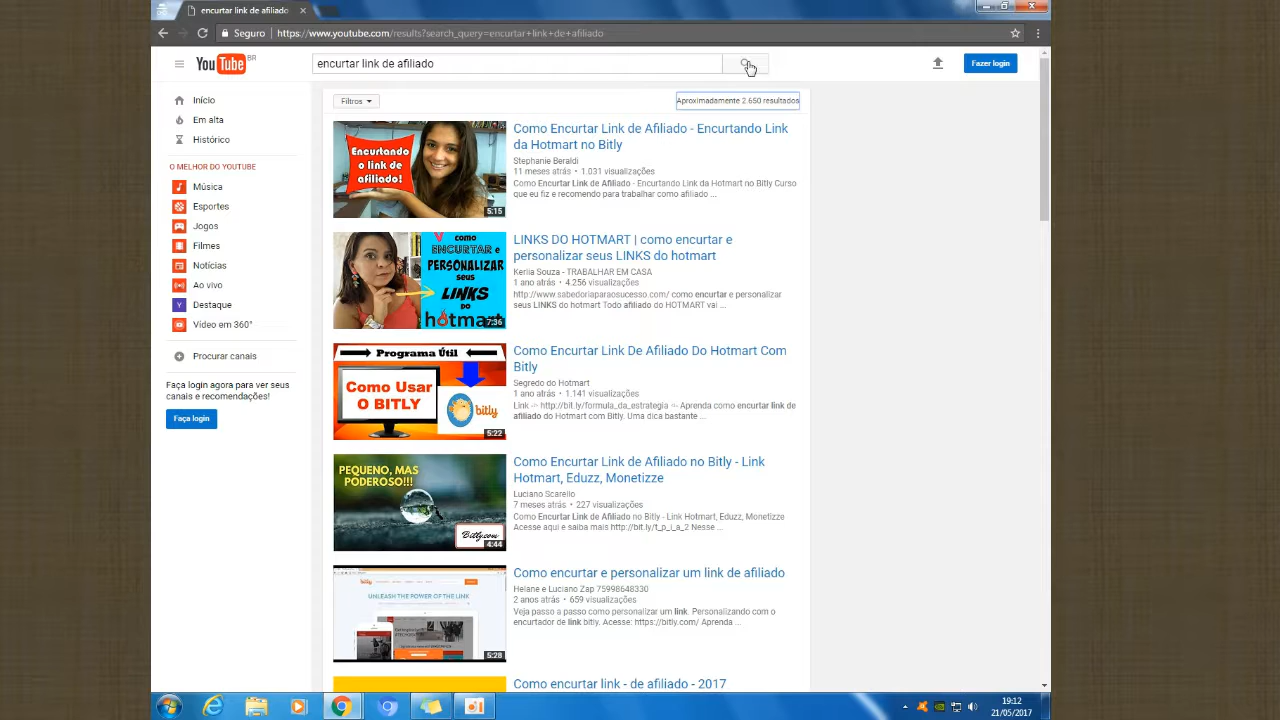 encurtar link de afiliado
Seguro | https://www.youtube.com/results?search_query=encurtar+link+de+afiliado
YouTube BR
encurtar link de afiliado
Fazer login
Início
Em alta
Histórico
O MELHOR DO YOUTUBE
Música
Esportes
Jogos
Filmes
Notícias
Ao vivo
Destaque
Vídeo em 360°
Procurar canais
Faça login agora para ver seus
canais e recomendações!
Faça login
Filtros
Aproximadamente 2.650 resultados
Encurtando
o link de
afiliado!
5:15
Como Encurtar Link de Afiliado - Encurtando Link
da Hotmart no Bitly
Stephanie Beraldi
11 meses atrás • 1.031 visualizações
Como Encurtar Link de Afiliado - Encurtando Link da Hotmart no Bitly Curso
que eu fiz e recomendo para trabalhar como afiliado ...
como
ENCURTAR e
PERSONALIZAR
seus
LINKS
do
hotmart
7:36
LINKS DO HOTMART | como encurtar e
personalizar seus LINKS do hotmart
Keriia Souza - TRABALHAR EM CASA
1 ano atrás • 4.256 visualizações
http://www.sabedoriaparaosucesso.com/ como encurtar e personalizar
seus LINKS do hotmart Todo afiliado do HOTMART vai ...
Programa Útil
Como Usar
O BITLY
bitly
5:22
Como Encurtar Link De Afiliado Do Hotmart Com
Bitly
Segredo do Hotmart
1 ano atrás • 1.141 visualizações
Link -> http://bit.ly/formula_da_estrategia <- Aprenda como encurtar link de
afiliado do Hotmart com Bitly. Uma dica bastante ...
PEQUENO, MAS
PODEROSO!!!
Bitly.com
4:44
Como Encurtar Link de Afiliado no Bitly - Link
Hotmart, Eduzz, Monetizze
Luciano Scarello
7 meses atrás • 227 visualizações
Como Encurtar Link de Afiliado no Bitly - Link Hotmart, Eduzz, Monetizze
Acesse aqui e saiba mais http://bit.ly/t_p_i_a_2 Nesse ...
bitly
UNLEASH THE POWER OF THE LINK
5:28
Como encurtar e personalizar um link de afiliado
Helane e Luciano Zap 75998648330
2 anos atrás • 659 visualizações
Veja passo a passo como personalizar um link. Personalizando com o
encurtador de link bitly. Acesse: https://bitly.com/ Aprenda ...
Como encurtar link - de afiliado - 2017
19:12
21/05/2017